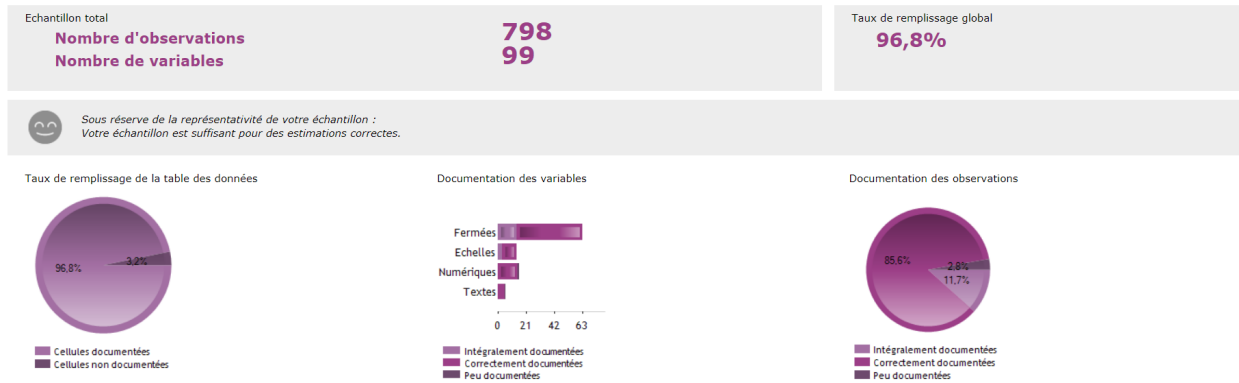 Echantillon total
Nombre d'observations 798
Nombre de variables 99
Taux de remplissage global
96,8%
Sous réserve de la représentativité de votre échantillon :
Votre échantillon est suffisant pour des estimations correctes.
Taux de remplissage de la table des données
96,8%
3,2%
Cellules documentées
Cellules non documentées
Documentation des variables
Fermées
Echelles
Numériques
Textes
0 21 42 63
Intégralement documentées
Correctement documentées
Peu documentées
Documentation des observations
85,6%
2,8%
11,7%
Intégralement documentées
Correctement documentées
Peu documentées